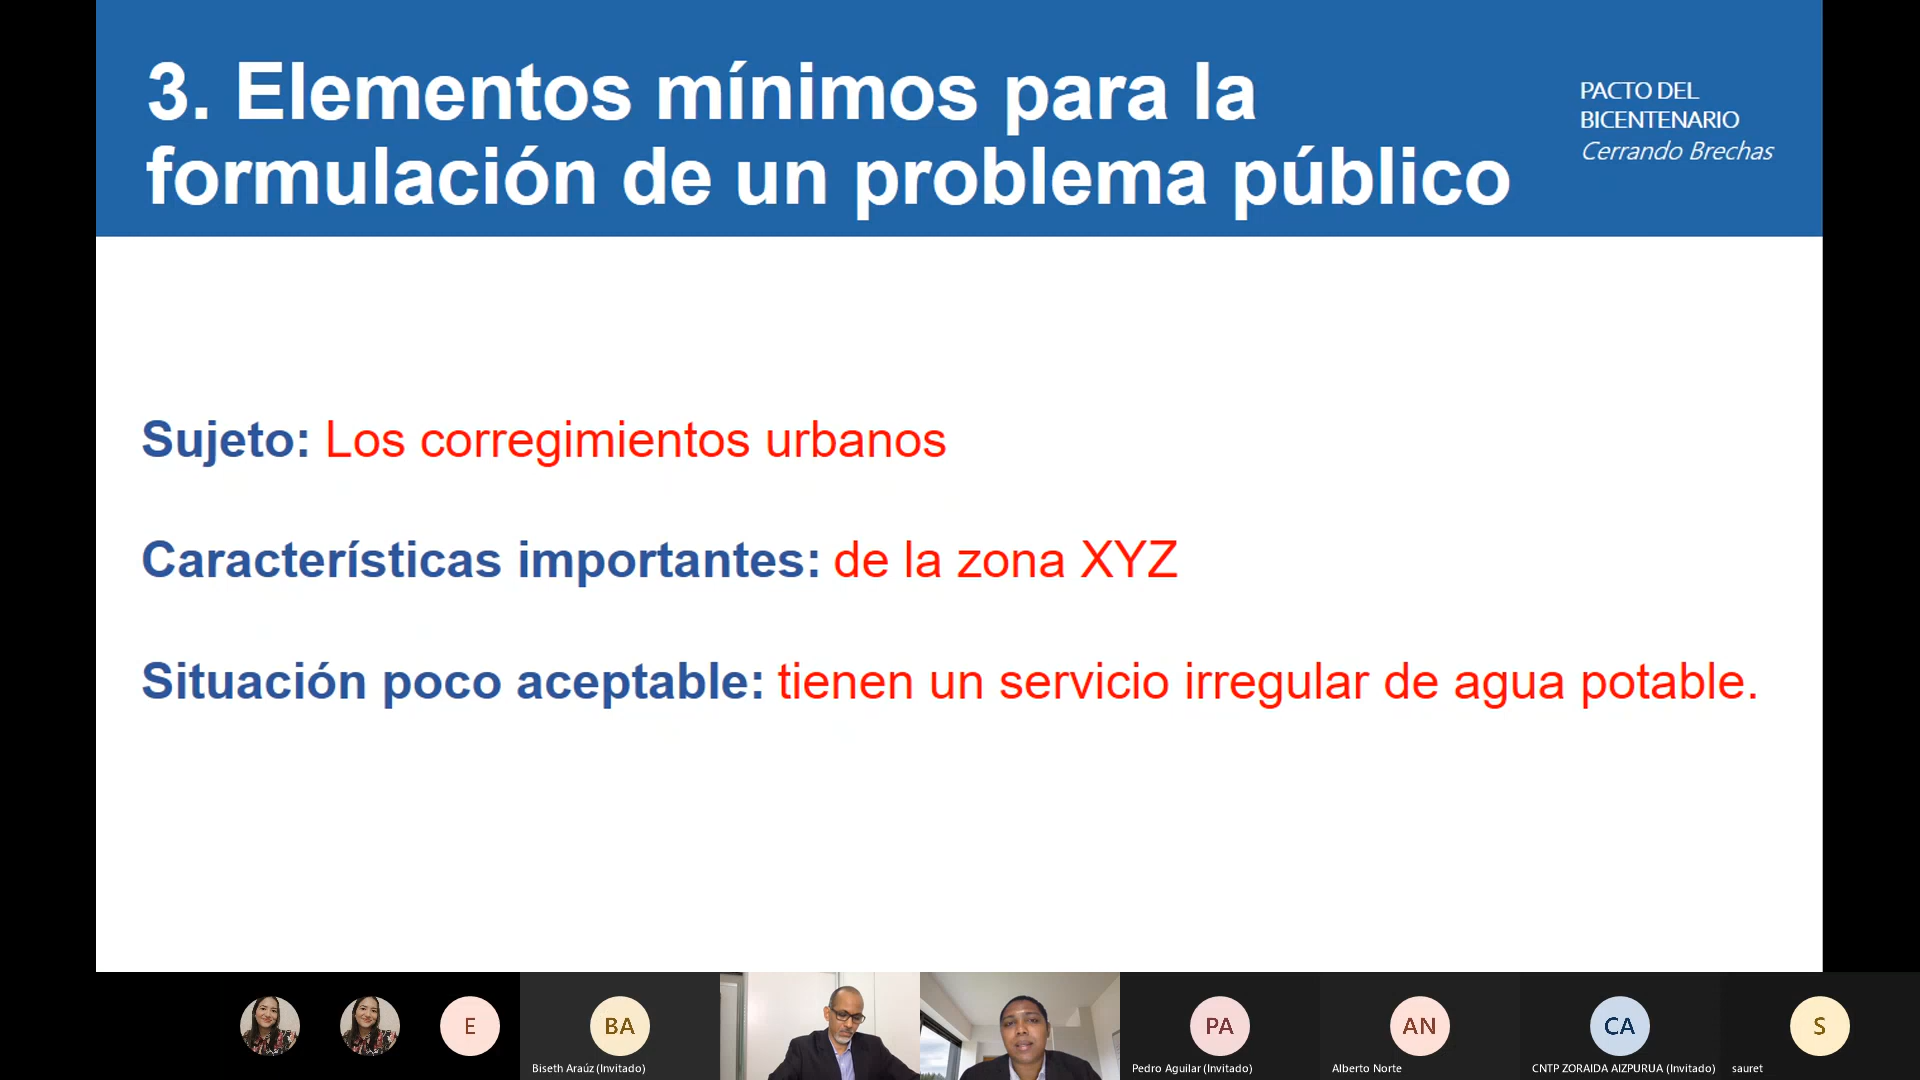 3. Elementos mínimos para la
formulación de un problema público
PACTO DEL
BICENTENARIO
Cerrando Brechas
Sujeto: Los corregimientos urbanos
Características importantes: de la zona XYZ
Situación poco aceptable: tienen un servicio irregular de agua potable.
E
BA
PA
AN
CA
S
Biseth Araúz (Invitado)
Pedro Aguilar (Invitado)
Alberto Norte
CNTP ZORAIDA AIZPURUA (Invitado)
sauret